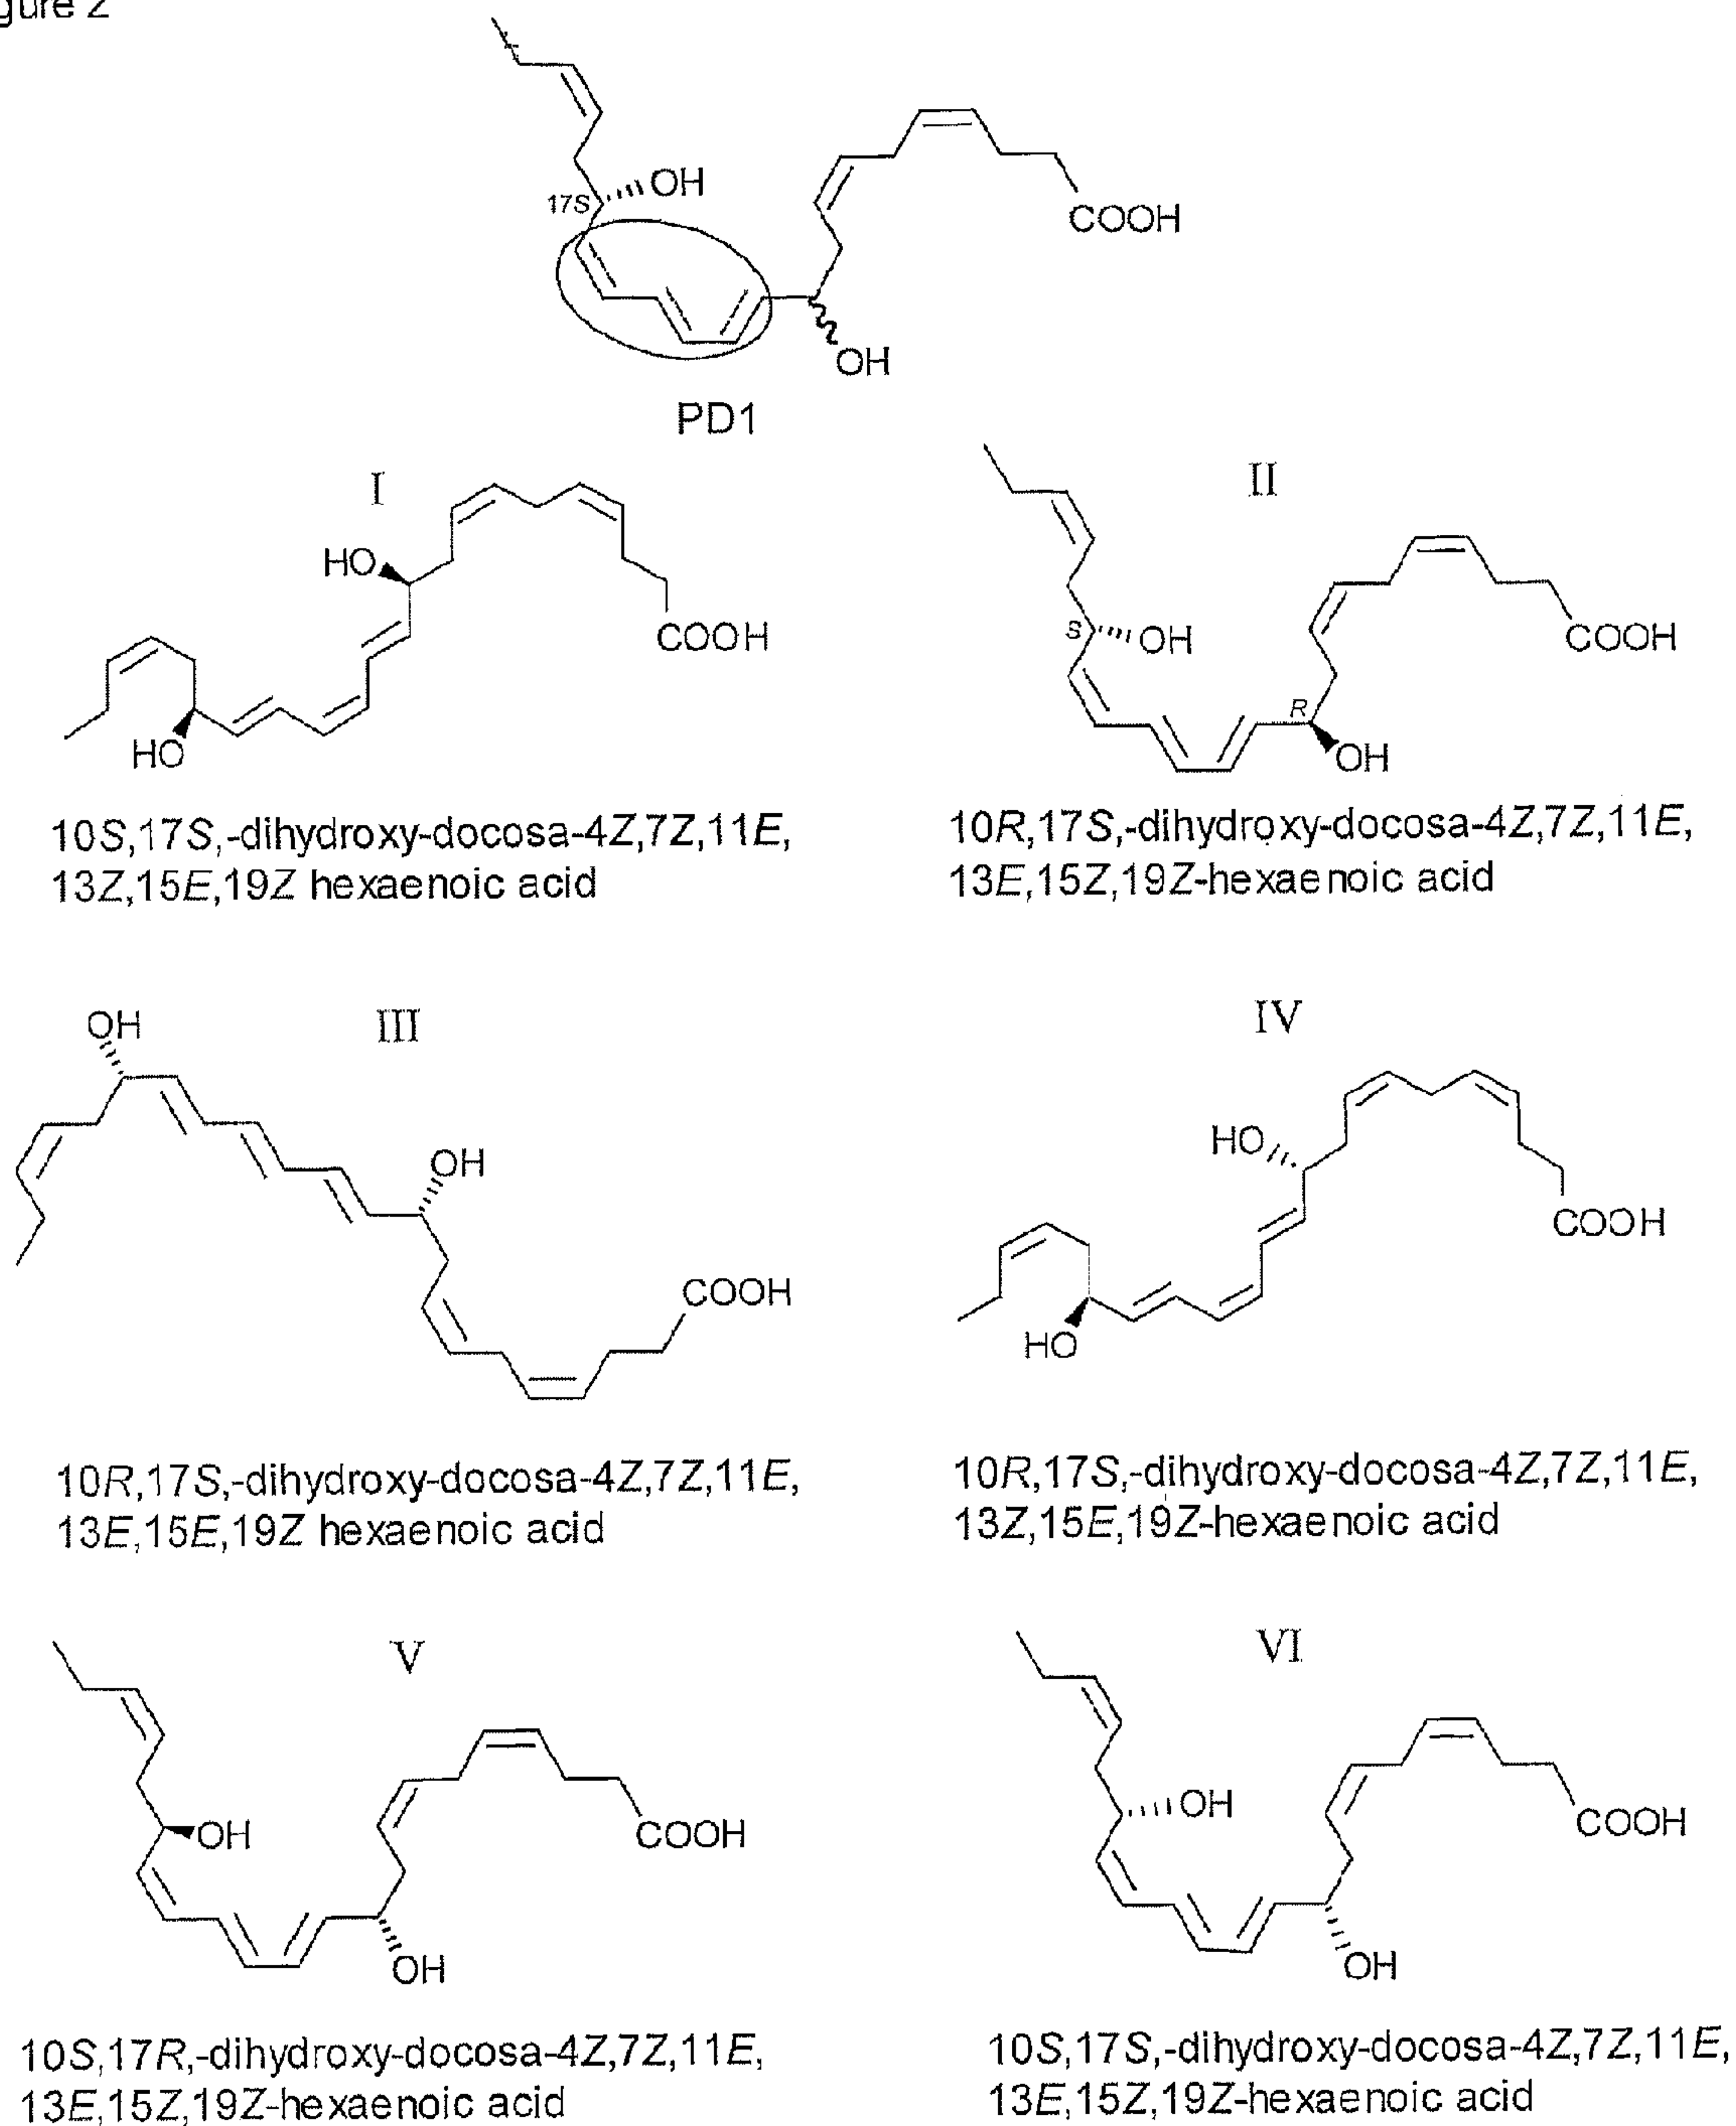 gure 2
OH
17S
COOH
OH
PD1
I
HO
COOH
HO
10S,17S,-dihydroxy-docosa-4Z,7Z,11E,
13Z,15E,19Z hexaenoic acid
II
S
OH
COOH
R
OH
10R,17S,-dihydroxy-docosa-4Z,7Z,11E,
13E,15Z,19Z-hexaenoic acid
III
OH
OH
COOH
10R,17S,-dihydroxy-docosa-4Z,7Z,11E,
13E,15E,19Z hexaenoic acid
IV
HO
COOH
HO
10R,17S,-dihydroxy-docosa-4Z,7Z,11E,
13Z,15E,19Z-hexaenoic acid
V
OH
COOH
OH
10S,17R,-dihydroxy-docosa-4Z,7Z,11E,
13E,15Z,19Z-hexaenoic acid
VI
OH
COOH
OH
10S,17S,-dihydroxy-docosa-4Z,7Z,11E,
13E,15Z,19Z-hexaenoic acid